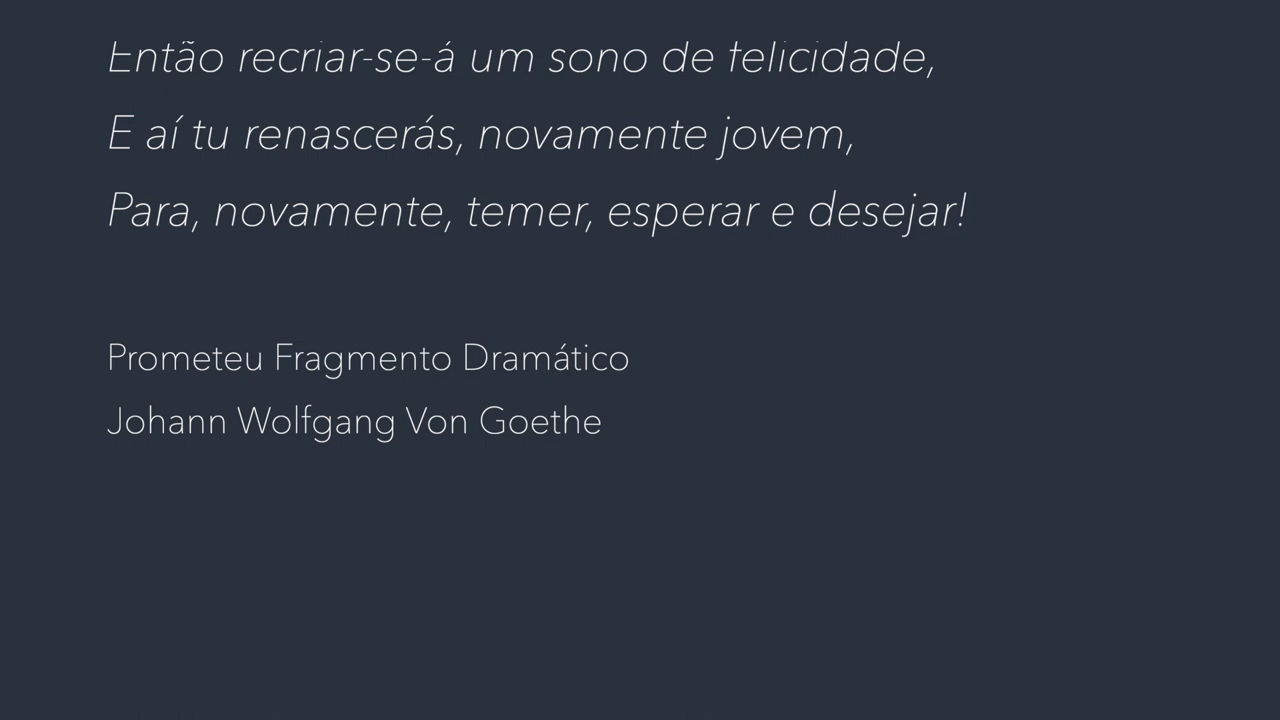 Então recriar-se-á um sono de felicidade,
E aí tu renascerás, novamente jovem,
Para, novamente, temer, esperar e desejar!
Prometeu Fragmento Dramático
Johann Wolfgang Von Goethe